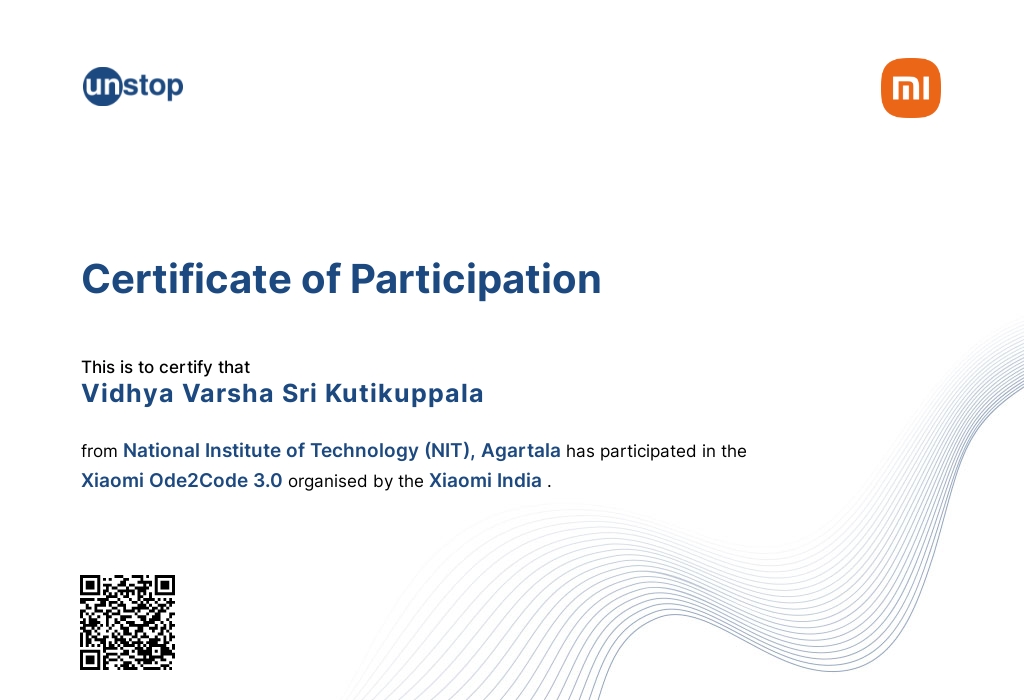 unstop
mi
Certificate of Participation
This is to certify that
Vidhya Varsha Sri Kutikuppala
from National Institute of Technology (NIT), Agartala has participated in the
Xiaomi Ode2Code 3.0 organised by the Xiaomi India .